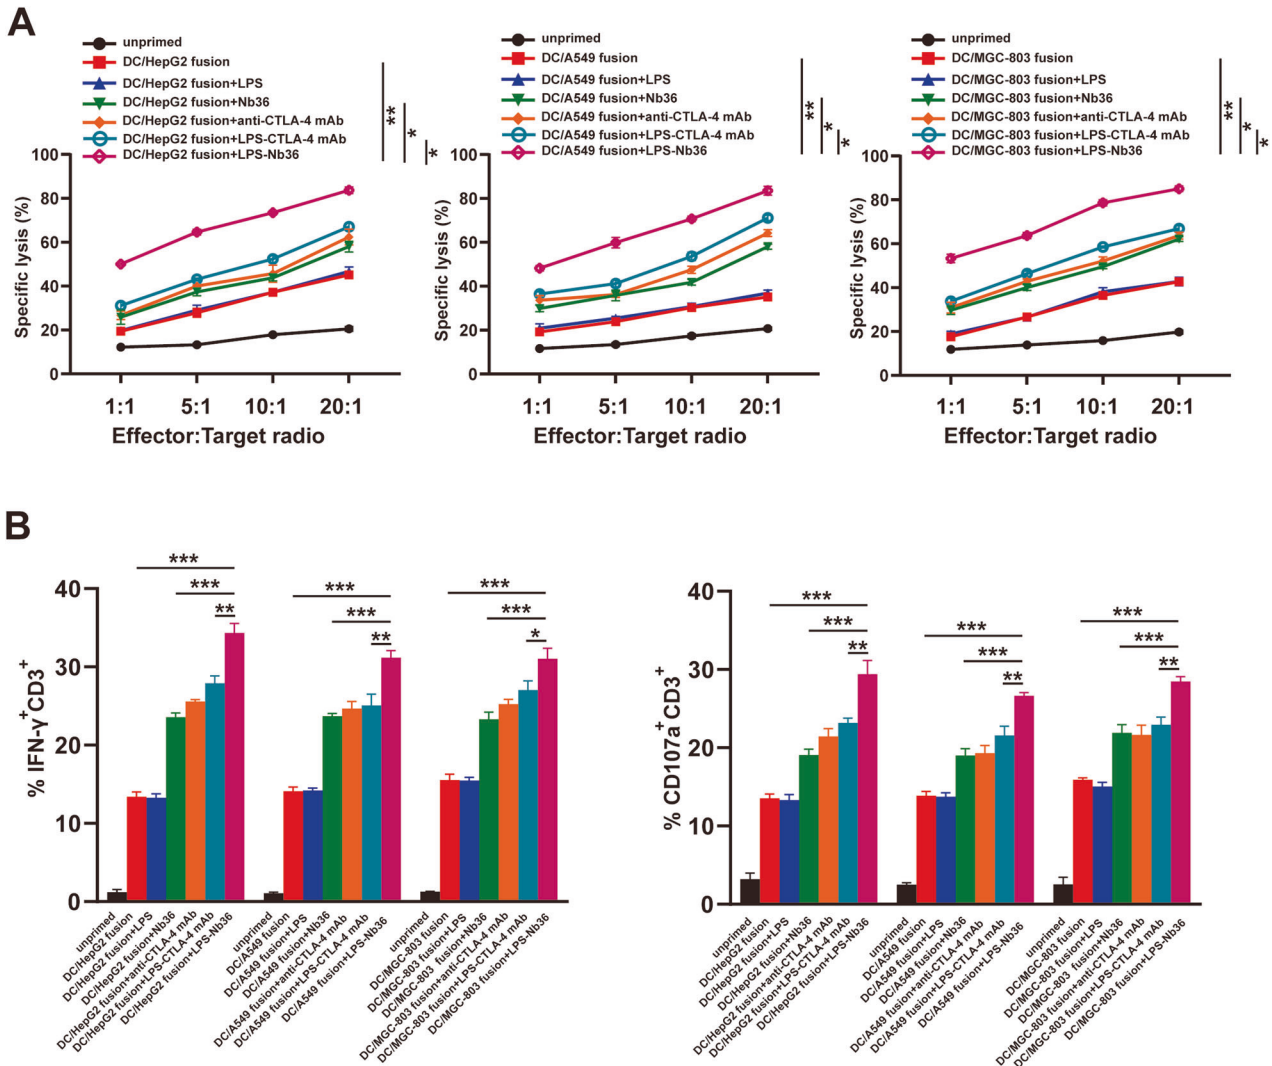 A
unprimed
DC/HepG2 fusion
DC/HepG2 fusion+LPS
DC/HepG2 fusion+Nb36
DC/HepG2 fusion+anti-CTLA-4 mAb
DC/HepG2 fusion+LPS-CTLA-4 mAb
DC/HepG2 fusion+LPS-Nb36
**
*
*
100
80
60
40
20
0
Specific lysis (%)
1:1 5:1 10:1 20:1
Effector:Target radio
unprimed
DC/A549 fusion
DC/A549 fusion+LPS
DC/A549 fusion+Nb36
DC/A549 fusion+anti-CTLA-4 mAb
DC/A549 fusion+LPS-CTLA-4 mAb
DC/A549 fusion+LPS-Nb36
**
*
*
100
80
60
40
20
0
Specific lysis (%)
1:1 5:1 10:1 20:1
Effector:Target radio
unprimed
DC/MGC-803 fusion
DC/MGC-803 fusion+LPS
DC/MGC-803 fusion+Nb36
DC/MGC-803 fusion+anti-CTLA-4 mAb
DC/MGC-803 fusion+LPS-CTLA-4 mAb
DC/MGC-803 fusion+LPS-Nb36
**
*
*
100
80
60
40
20
0
Specific lysis (%)
1:1 5:1 10:1 20:1
Effector:Target radio
B
% IFN-γ+CD3+
40
30
20
10
0
***
***
**
***
***
**
***
***
*
unprimed
DC/HepG2 fusion
DC/HepG2 fusion+LPS
DC/HepG2 fusion+Nb36
DC/HepG2 fusion+anti-CTLA-4 mAb
DC/HepG2 fusion+LPS-CTLA-4 mAb
DC/HepG2 fusion+LPS-Nb36
unprimed
DC/A549 fusion
DC/A549 fusion+LPS
DC/A549 fusion+Nb36
DC/A549 fusion+anti-CTLA-4 mAb
DC/A549 fusion+LPS-CTLA-4 mAb
DC/A549 fusion+LPS-Nb36
unprimed
DC/MGC-803 fusion
DC/MGC-803 fusion+LPS
DC/MGC-803 fusion+Nb36
DC/MGC-803 fusion+anti-CTLA-4 mAb
DC/MGC-803 fusion+LPS-CTLA-4 mAb
DC/MGC-803 fusion+LPS-Nb36
% CD107a+CD3+
40
30
20
10
0
***
***
**
***
***
**
***
***
**
unprimed
DC/HepG2 fusion
DC/HepG2 fusion+LPS
DC/HepG2 fusion+Nb36
DC/HepG2 fusion+anti-CTLA-4 mAb
DC/HepG2 fusion+LPS-CTLA-4 mAb
DC/HepG2 fusion+LPS-Nb36
unprimed
DC/A549 fusion
DC/A549 fusion+LPS
DC/A549 fusion+Nb36
DC/A549 fusion+anti-CTLA-4 mAb
DC/A549 fusion+LPS-CTLA-4 mAb
DC/A549 fusion+LPS-Nb36
unprimed
DC/MGC-803 fusion
DC/MGC-803 fusion+LPS
DC/MGC-803 fusion+Nb36
DC/MGC-803 fusion+anti-CTLA-4 mAb
DC/MGC-803 fusion+LPS-CTLA-4 mAb
DC/MGC-803 fusion+LPS-Nb36